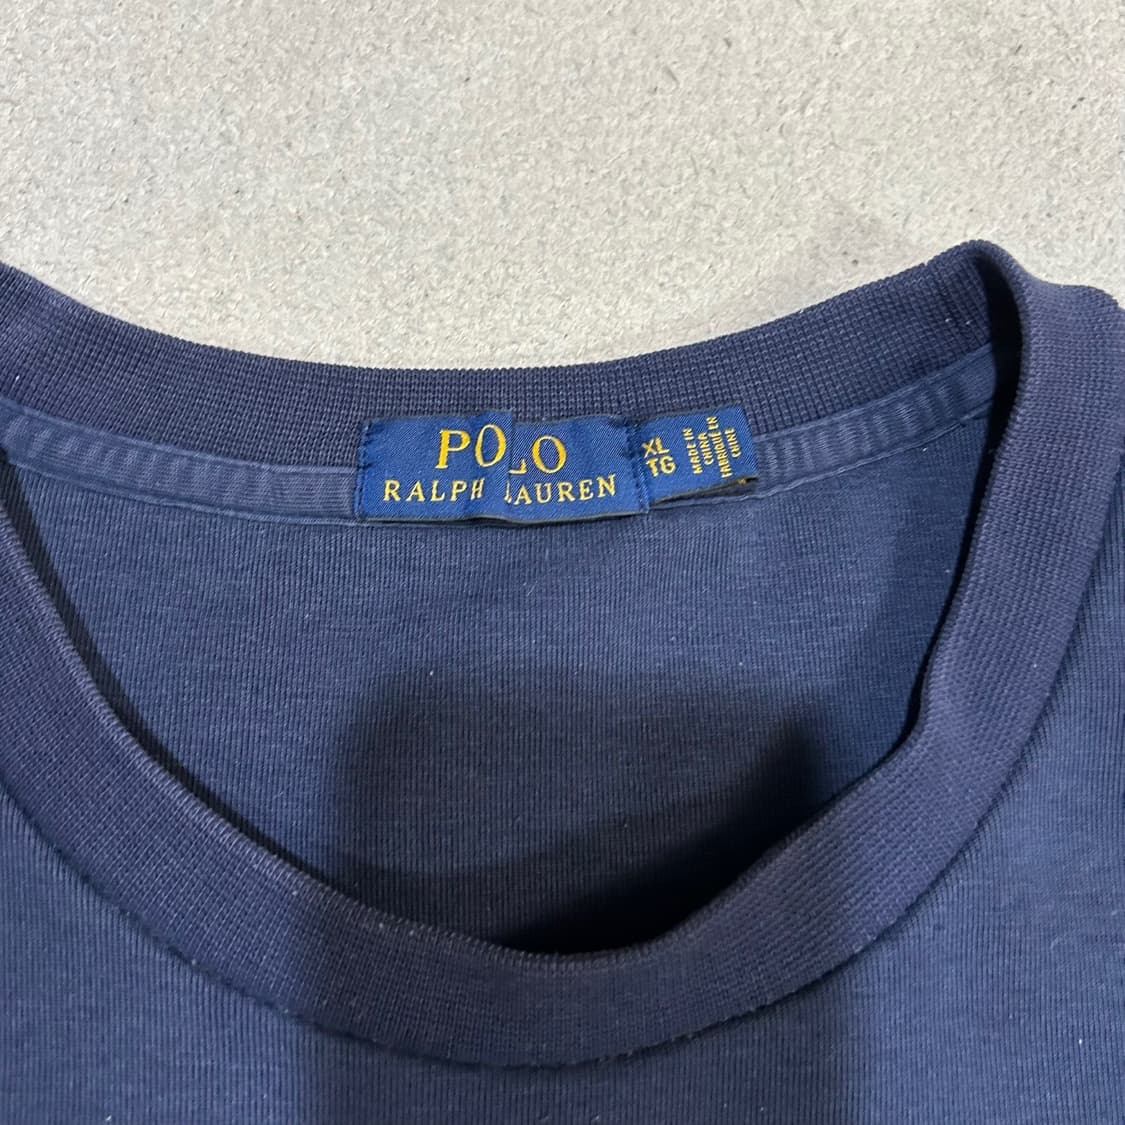 POLO
RALPH LAUREN
XL
TG
MADE IN
CHINA
FABRIQUÉ EN
CHINE